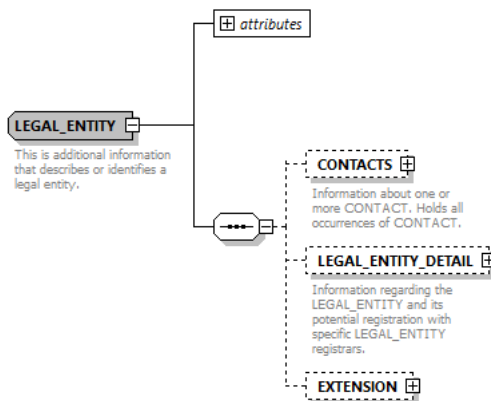 attributes
LEGAL_ENTITY
This is additional information
that describes or identifies a
legal entity.
CONTACTS
Information about one or
more CONTACT. Holds all
occurrences of CONTACT.
LEGAL_ENTITY_DETAIL
Information regarding the
LEGAL_ENTITY and its
potential registration with
specific LEGAL_ENTITY
registrars.
EXTENSION